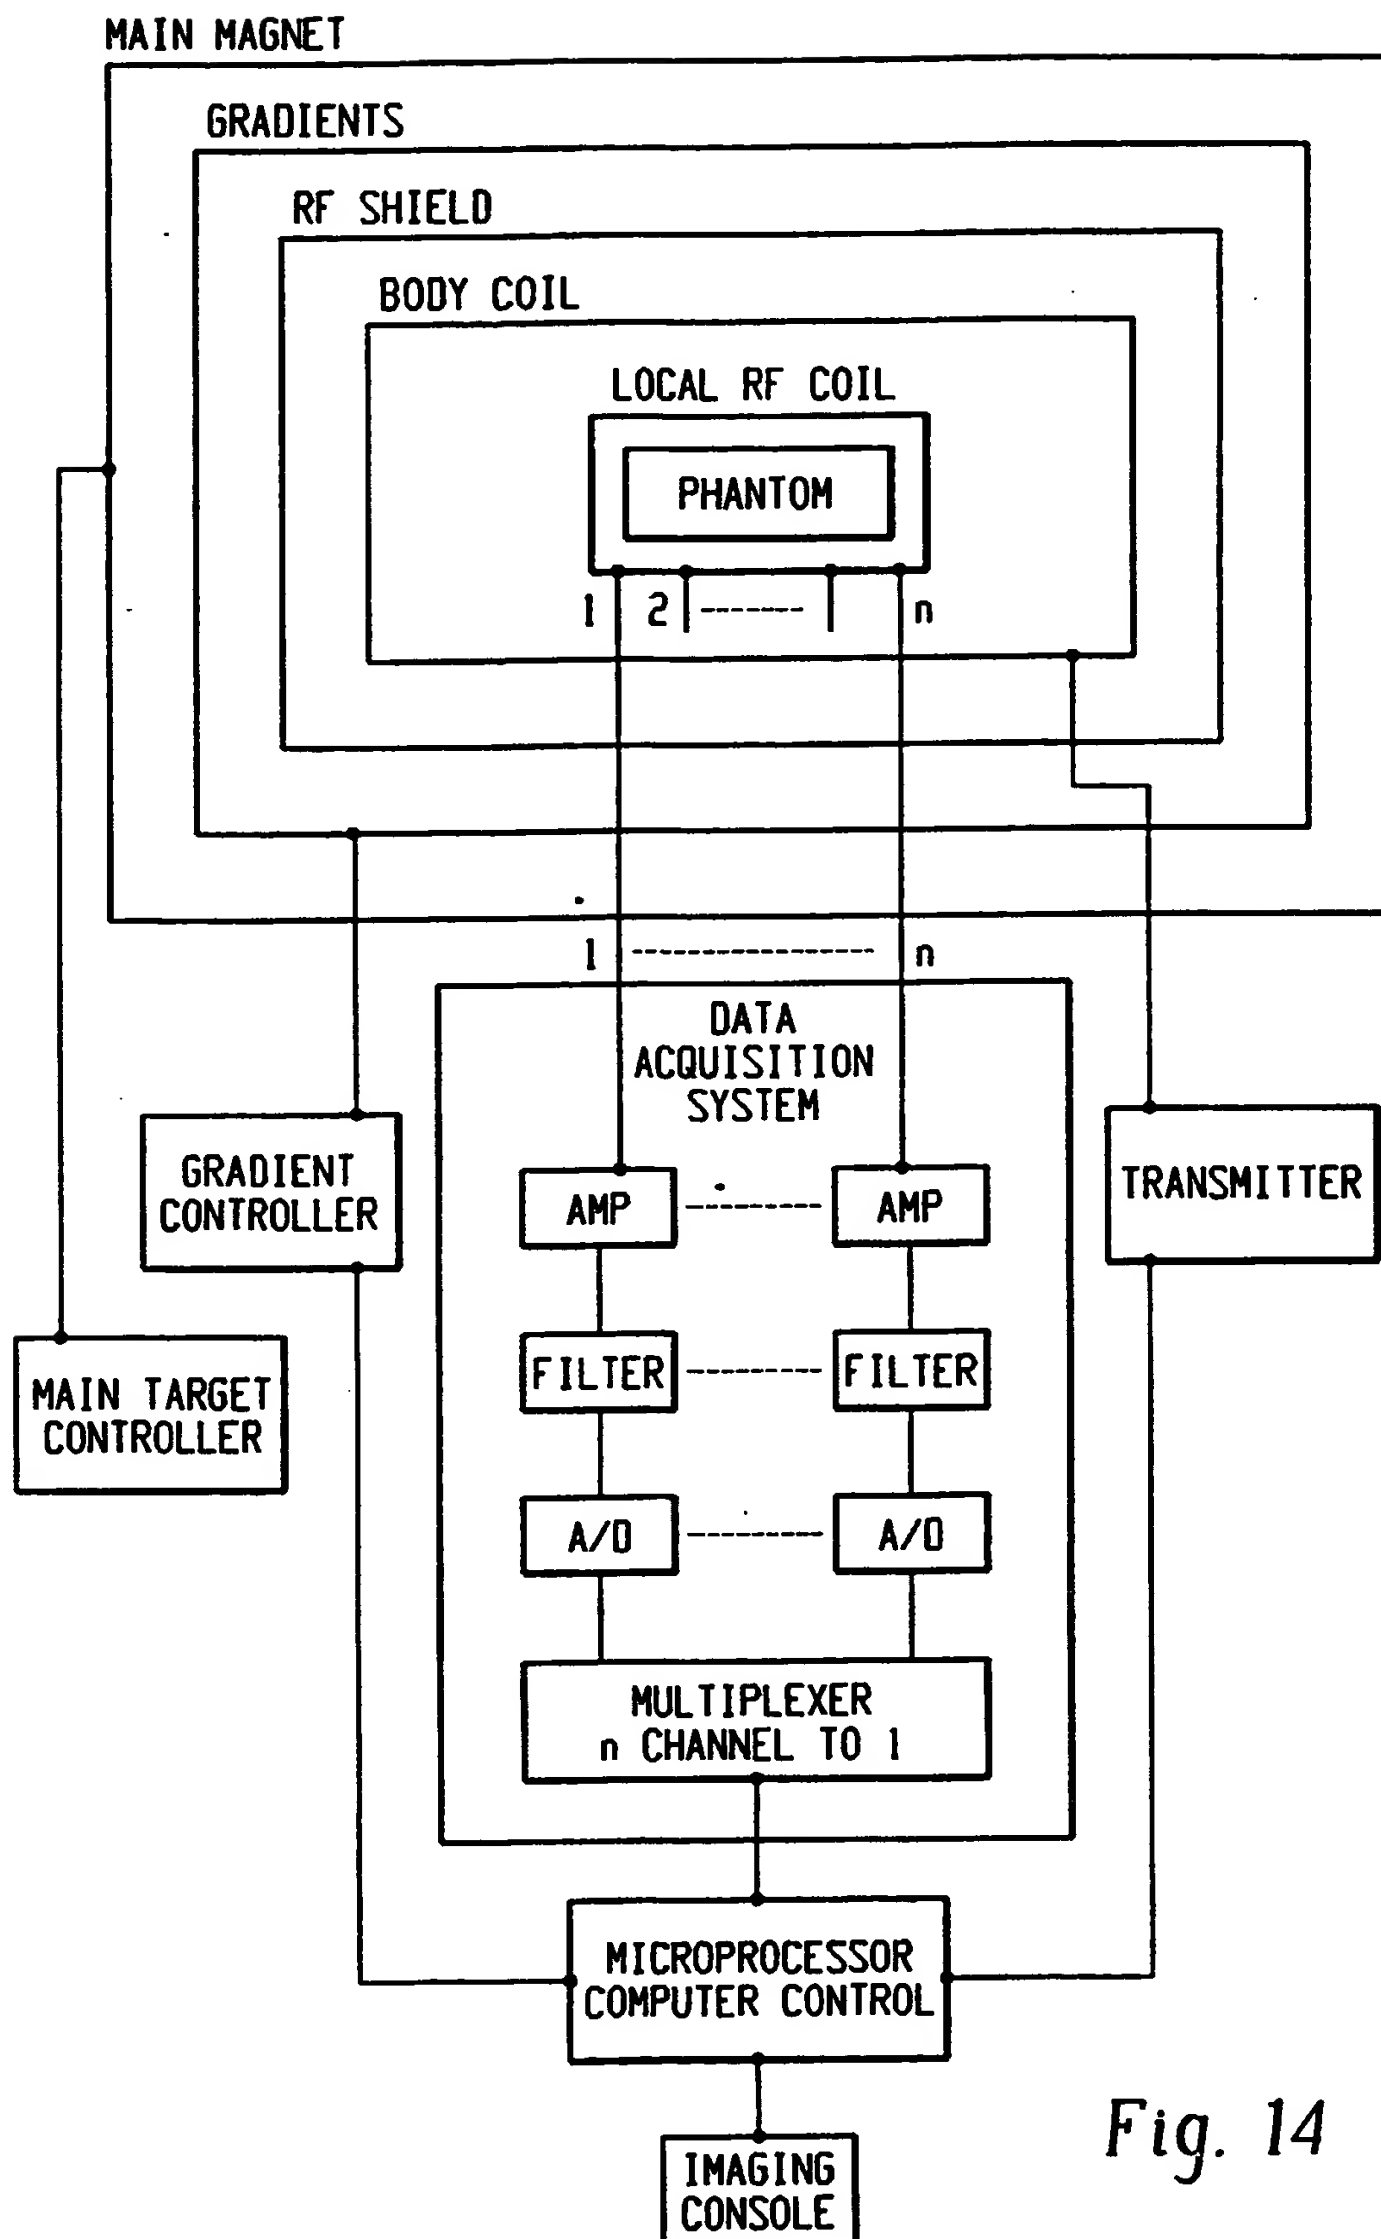 MAIN MAGNET
GRADIENTS
RF SHIELD
BODY COIL
LOCAL RF COIL
PHANTOM
1 2 n
1 n
DATA
ACQUISITION
SYSTEM
GRADIENT
CONTROLLER
TRANSMITTER
AMP AMP
MAIN TARGET
CONTROLLER
FILTER FILTER
A/D A/D
MULTIPLEXER
n CHANNEL TO 1
MICROPROCESSOR
COMPUTER CONTROL
IMAGING
CONSOLE
Fig. 14